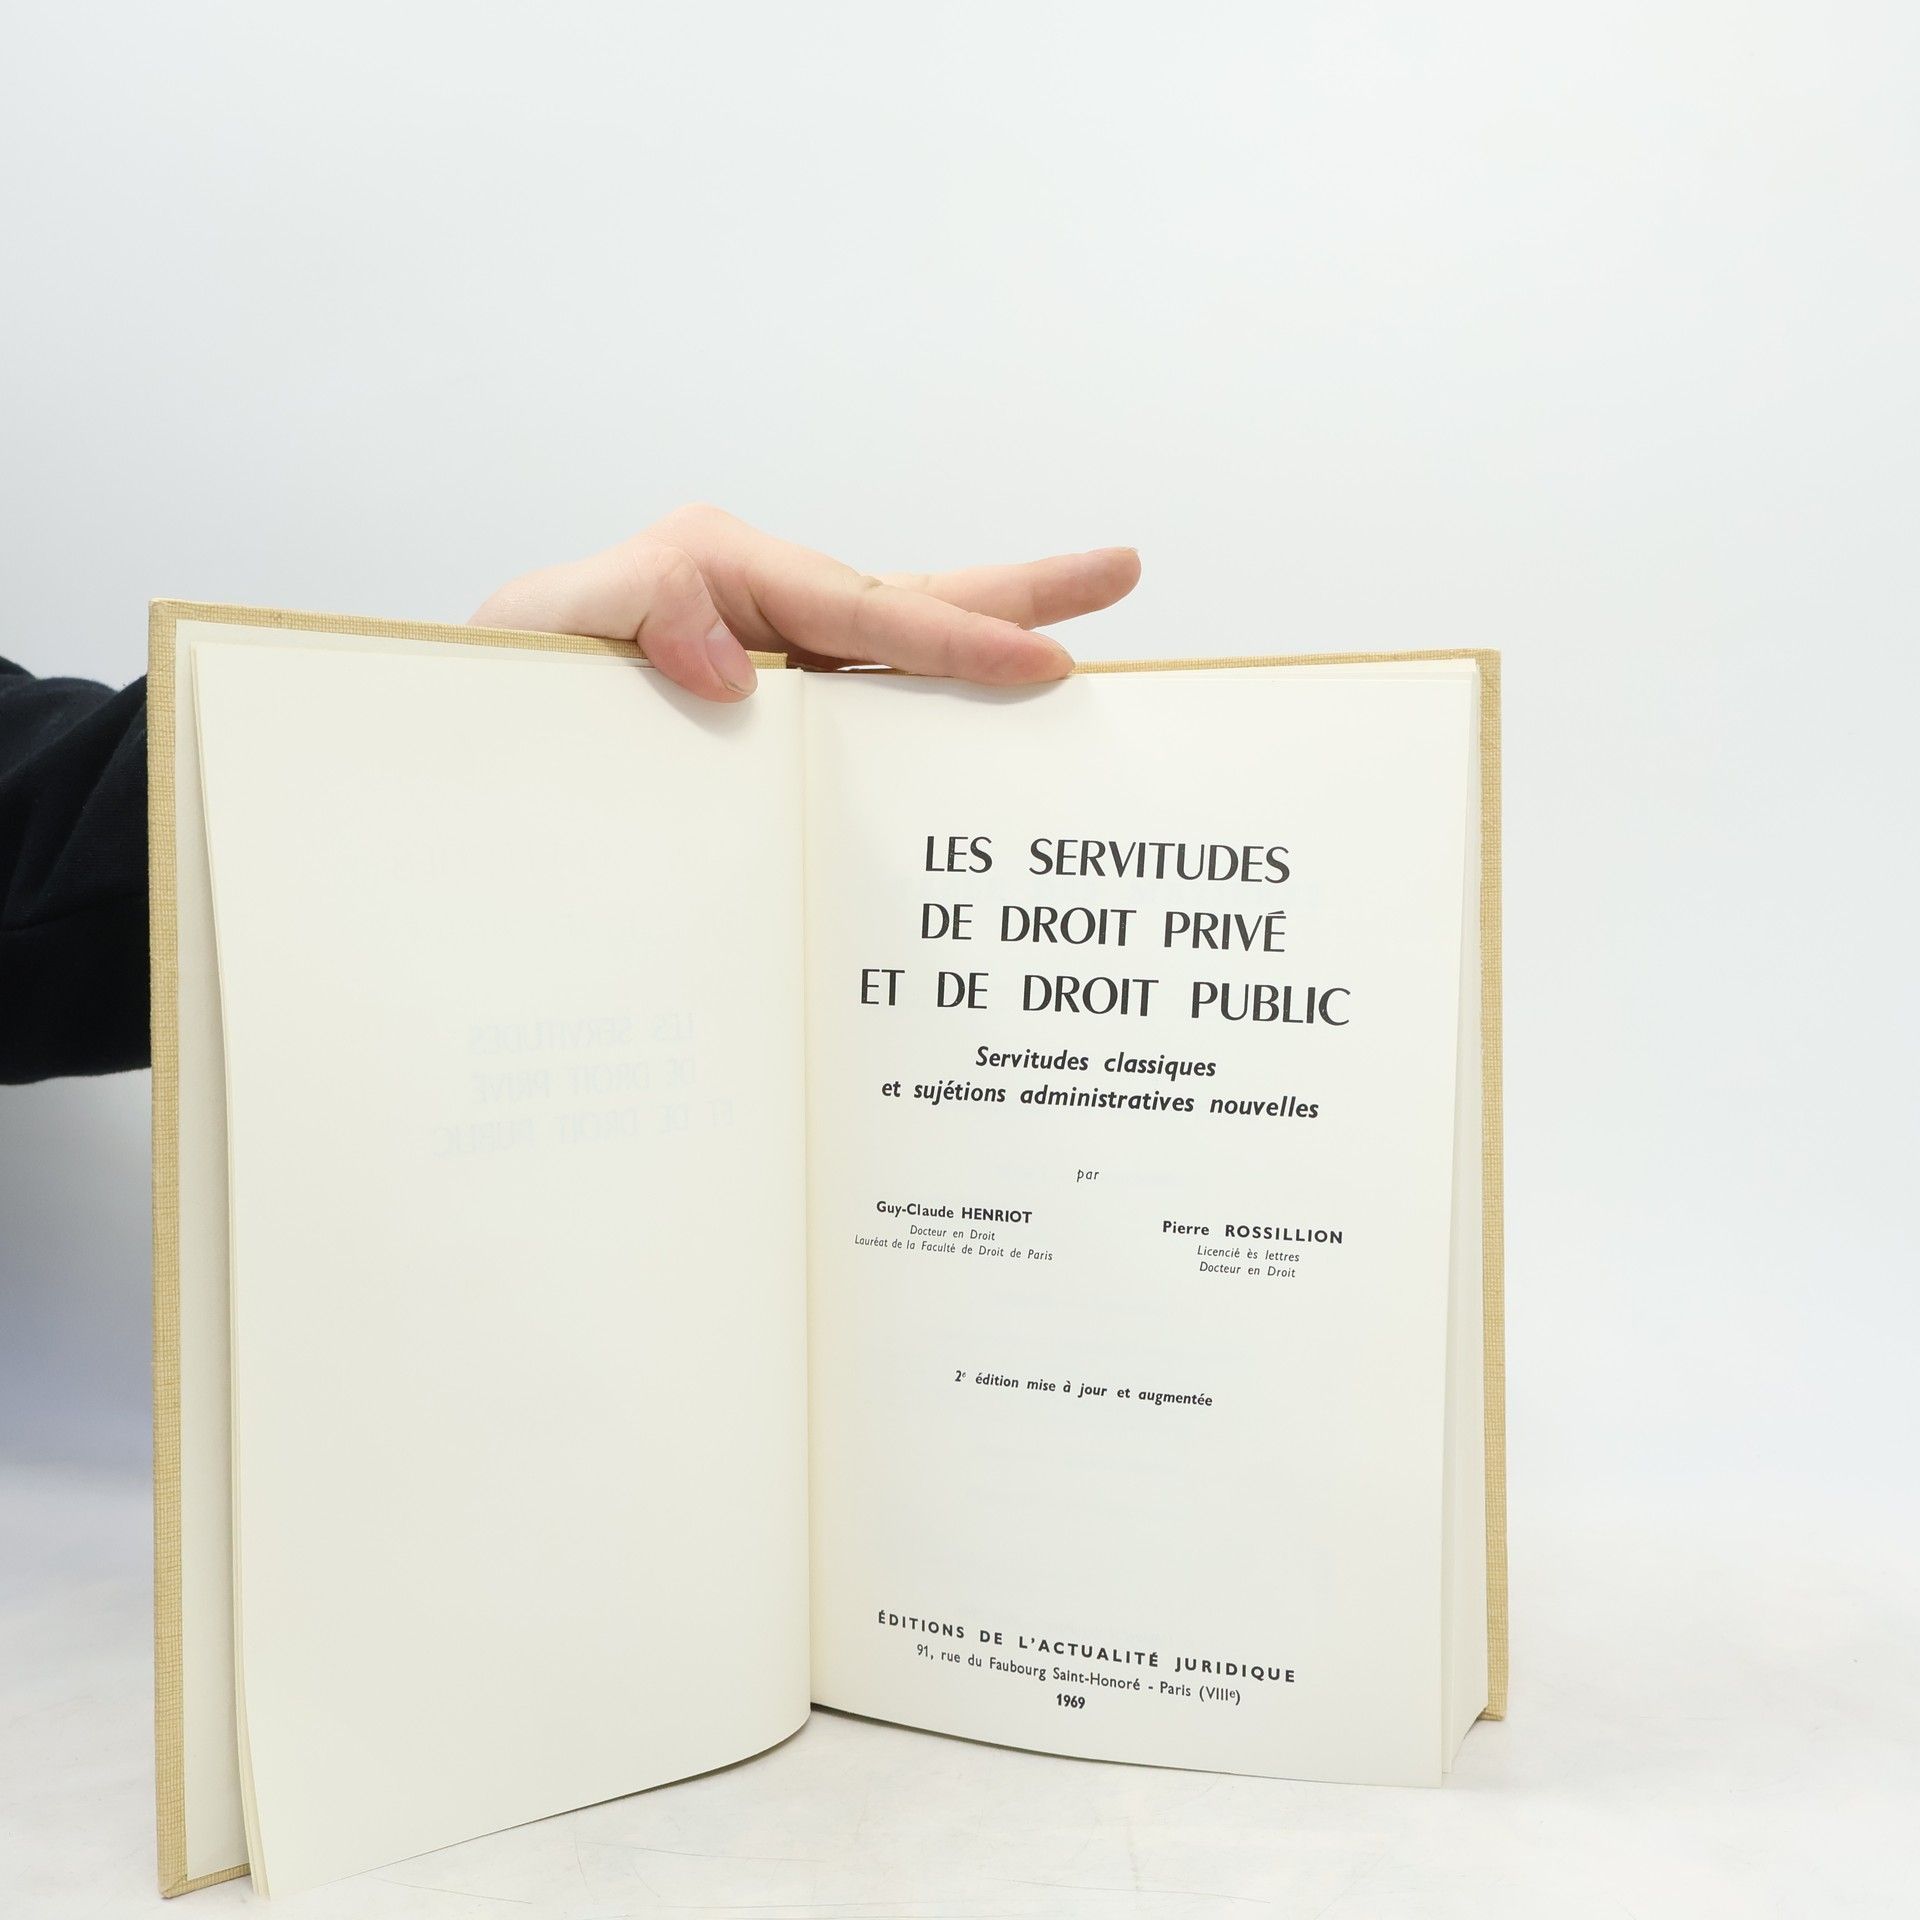 LES SERVITUDES
DE DROIT PRIVÉ
ET DE DROIT PUBLIC
Servitudes classiques
et sujétions administratives nouvelles
par
Guy-Claude HENRIOT
Docteur en Droit
Lauréat de la Faculté de Droit de Paris
Pierre ROSSILLION
Licencié ès lettres
Docteur en Droit
2e édition mise à jour et augmentée
ÉDITIONS DE L'ACTUALITÉ JURIDIQUE
91, rue du Faubourg Saint-Honoré - Paris (VIIIe)
1969